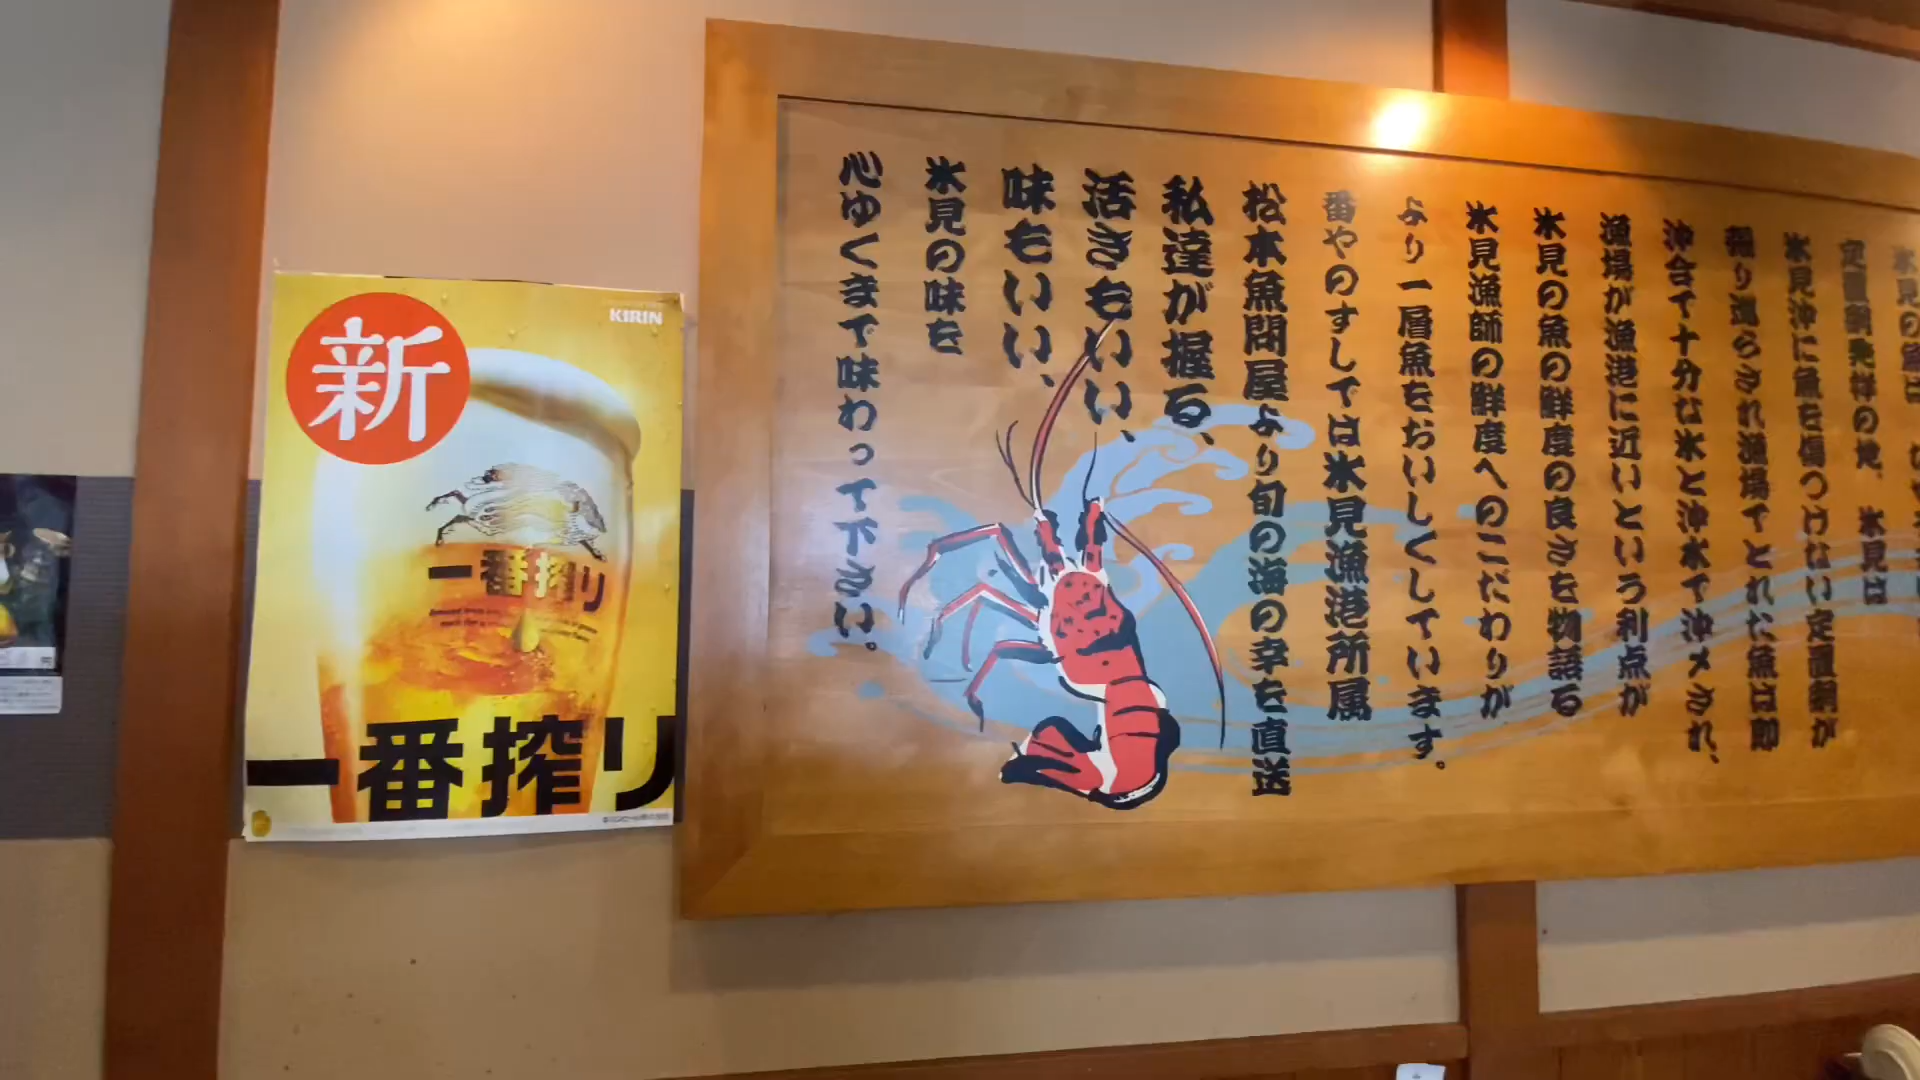 新
KIRIN
一番搾り
一番搾り
氷見の魚は
定置網発祥の地、氷見は
氷見沖に魚を傷つけない定置網が
張り巡らされ漁場でとれた魚は即
沖合で十分な氷と沖水で沖〆され、
漁場が漁港に近いという利点が
氷見の魚の鮮度の良さを物語る
氷見漁師の鮮度へのこだわりが
より一層魚をおいしくしています。
番やのすしでは氷見漁港所属
松本魚問屋より旬の海の幸を直送
私達が握る、
活きもいい、
味もいい、
氷見の味を
心ゆくまで味わって下さい。